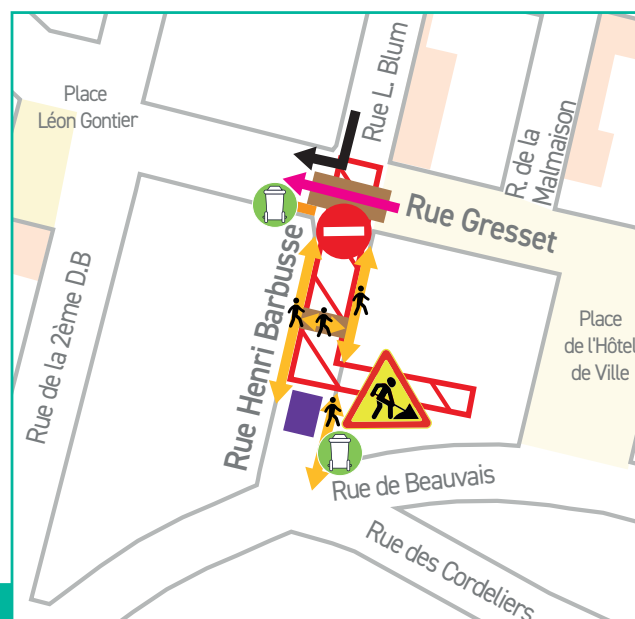 Place
Léon Gontier
Rue L. Blum
R. de la
Malmaison
Rue Gresset
Rue Henri Barbusse
Rue de la 2ème D.B
Place
de l'Hôtel
de Ville
Rue de Beauvais
Rue des Cordeliers